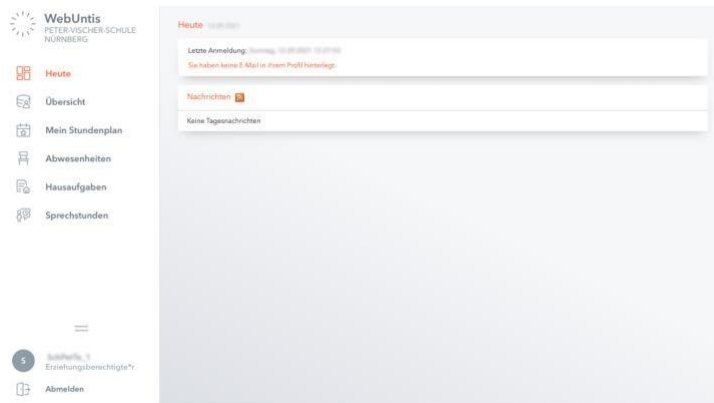 WebUntis
PETER-VISCHER-SCHULE
NÜRNBERG
Heute
Übersicht
Mein Stundenplan
Abwesenheiten
Hausaufgaben
Sprechstunden
S
Erziehungsberechtigte*r
Abmelden
Heute
Letzte Anmeldung:
Sie haben keine E-Mail in Ihrem Profil hinterlegt.
Nachrichten
Keine Tagesnachrichten